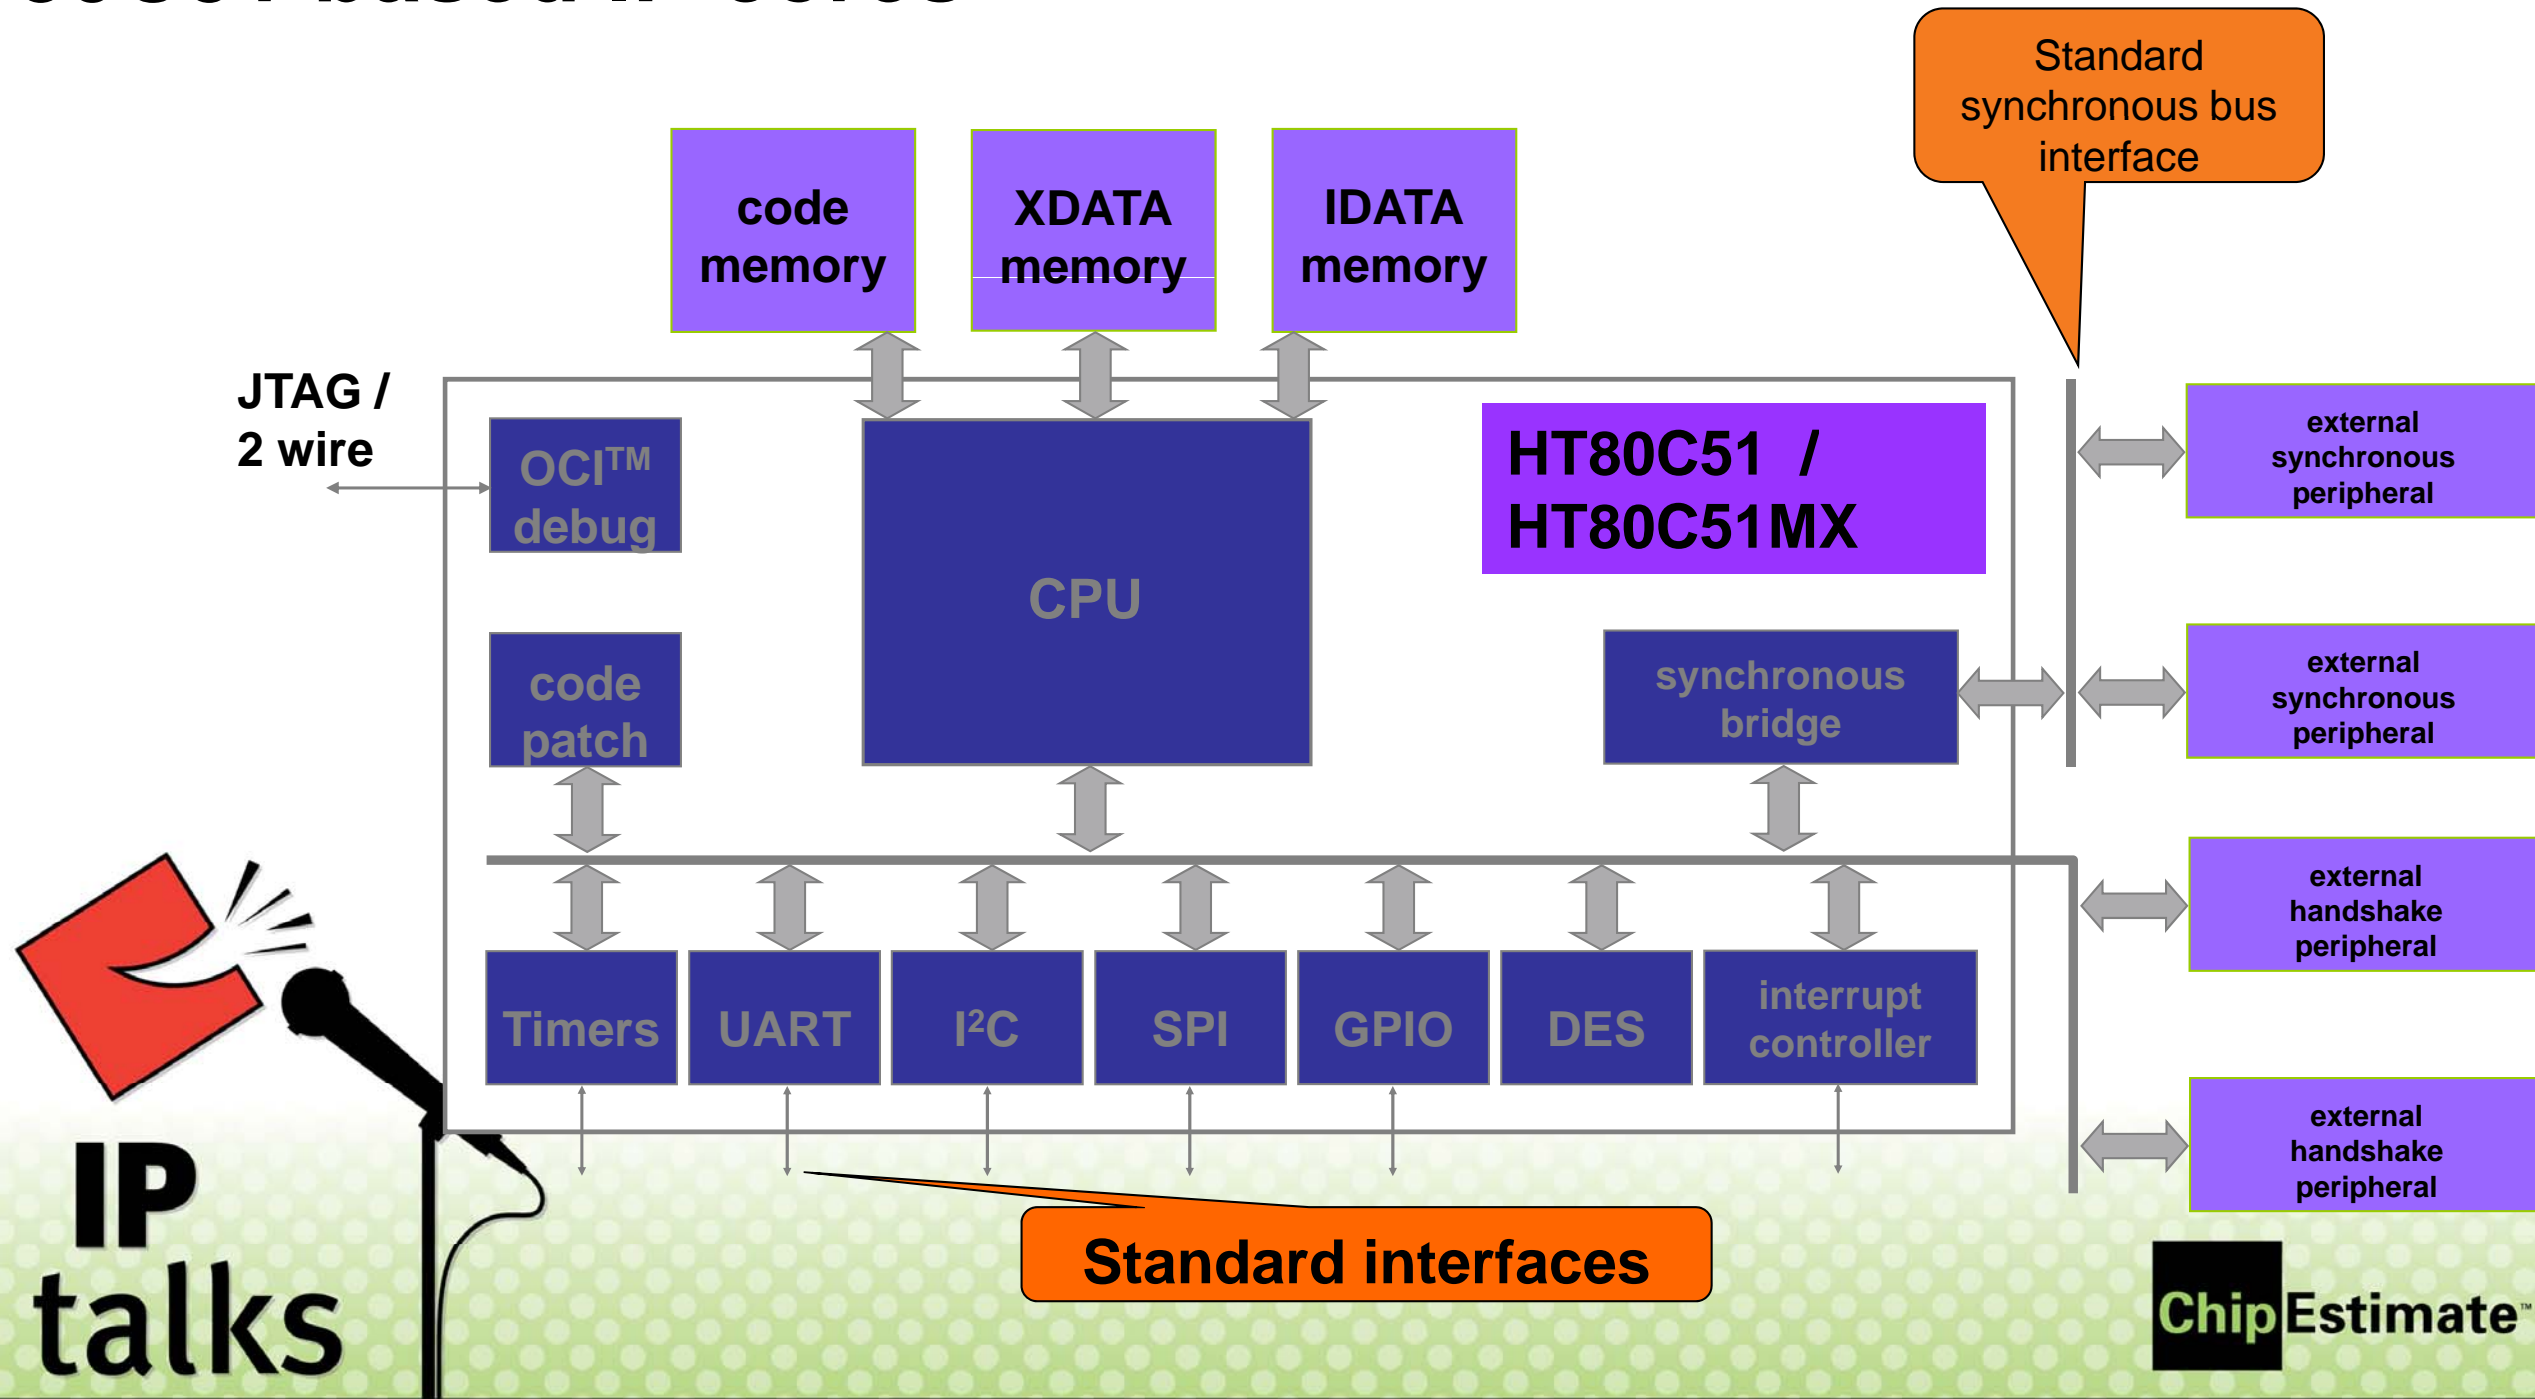 Standard
synchronous bus
interface
code
memory
XDATA
memory
IDATA
memory
JTAG /
2 wire
OCI™
debug
CPU
HT80C51 /
HT80C51MX
external
synchronous
peripheral
code
patch
synchronous
bridge
external
synchronous
peripheral
external
handshake
peripheral
Timers
UART
I²C
SPI
GPIO
DES
interrupt
controller
external
handshake
peripheral
Standard interfaces
IP
talks
ChipEstimate™